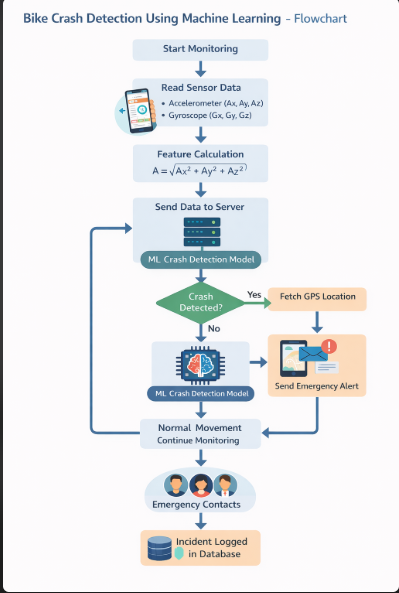 Bike Crash Detection Using Machine Learning - Flowchart
Start Monitoring
Read Sensor Data
• Accelerometer (Ax, Ay, Az)
• Gyroscope (Gx, Gy, Gz)
Feature Calculation
A = √Ax² + Ay² + Az²
Send Data to Server
ML Crash Detection Model
Crash
Detected?
Yes
Fetch GPS Location
No
ML Crash Detection Model
Send Emergency Alert
Normal Movement
Continue Monitoring
Emergency Contacts
Incident Logged
in Database